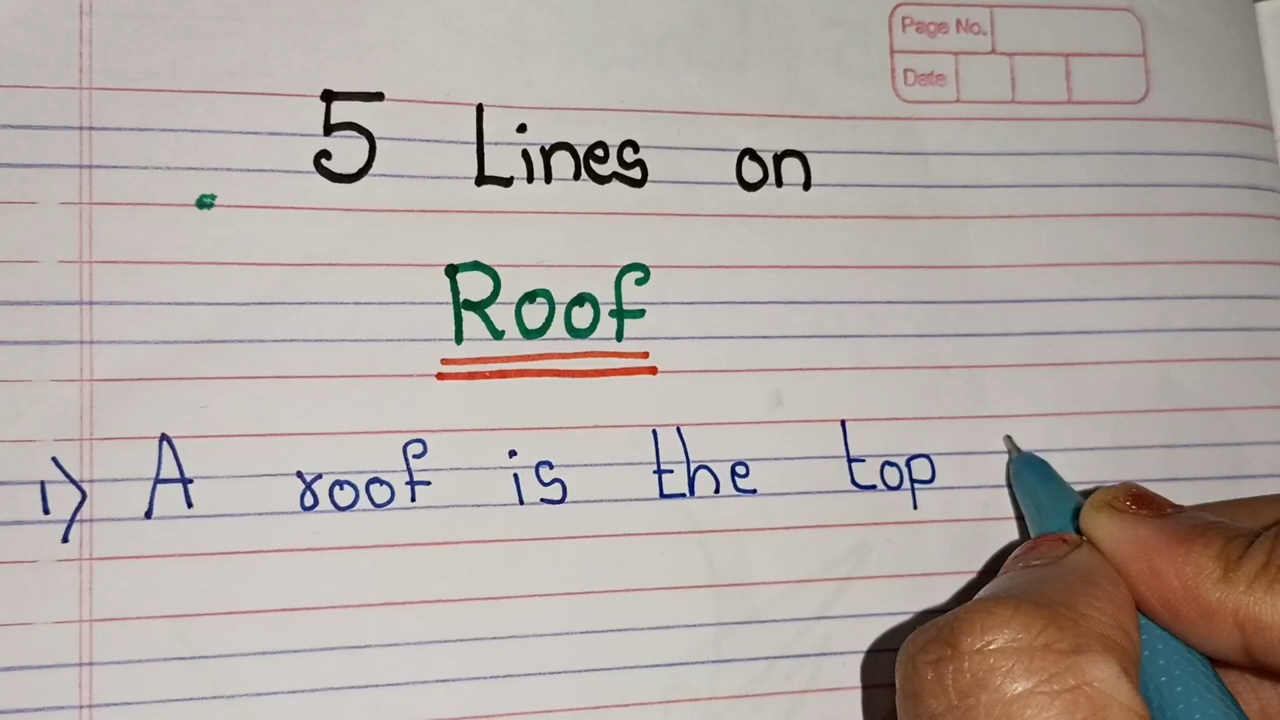 Page No.
Date
5 Lines on
Roof
1) A roof is the top